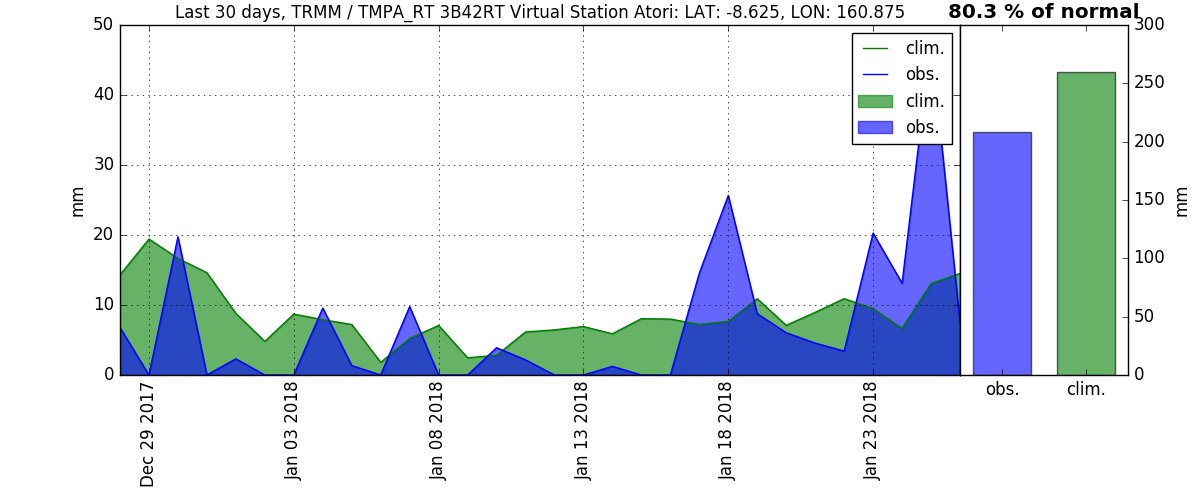 Last 30 days, TRMM / TMPA_RT 3B42RT Virtual Station Atori: LAT: -8.625, LON: 160.875
80.3 % of normal
50
40
30
20
10
0
mm
clim.
obs.
clim.
obs.
Dec 29 2017
Jan 03 2018
Jan 08 2018
Jan 13 2018
Jan 18 2018
Jan 23 2018
300
250
200
150
100
50
0
mm
obs.
clim.